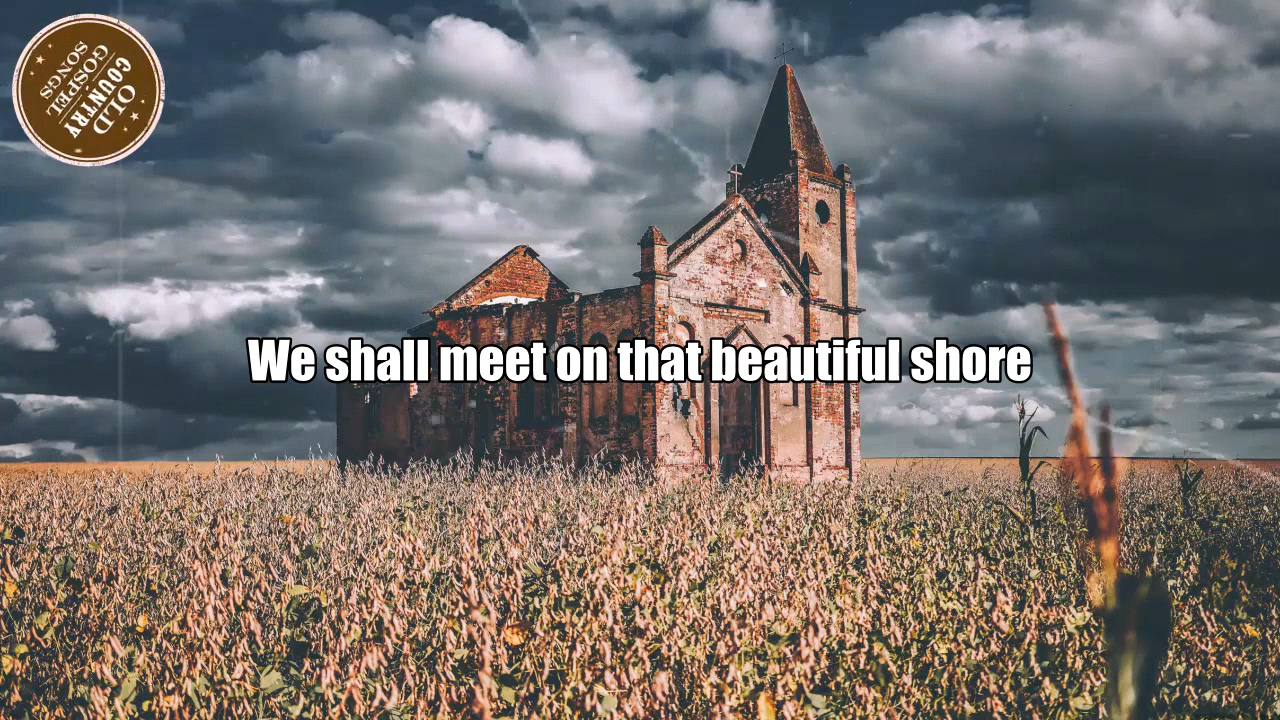 OLD
COUNTRY
GOSPEL
SONGS
We shall meet on that beautiful shore